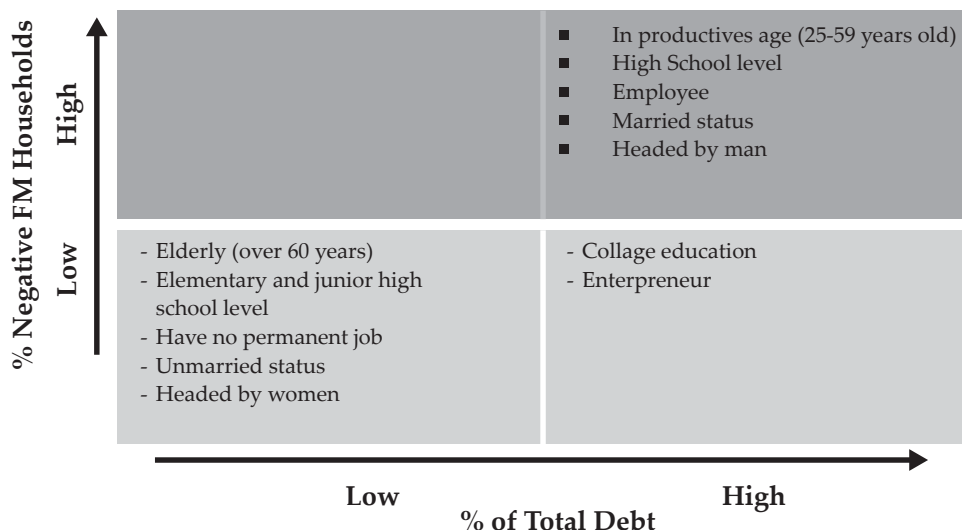 % Negative FM Households
High
Low
■ In productives age (25-59 years old)
■ High School level
■ Employee
■ Married status
■ Headed by man
- Elderly (over 60 years)
- Elementary and junior high
school level
- Have no permanent job
- Unmarried status
- Headed by women
- Collage education
- Enterpreneur
Low
High
% of Total Debt